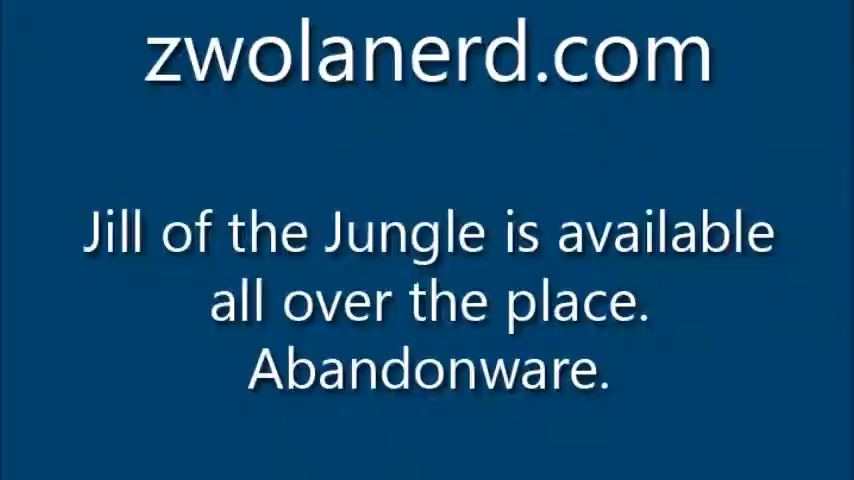 zwolanerd.com
Jill of the Jungle is available
all over the place.
Abandonware.